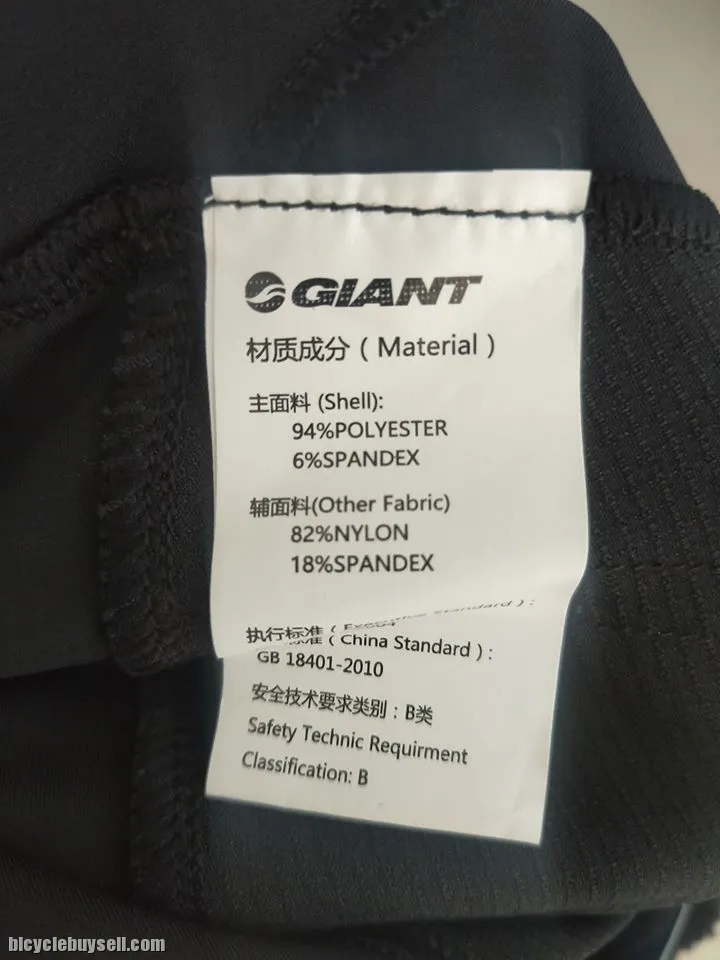 GIANT
材质成分 ( Material )
主面料 (Shell):
94%POLYESTER
6%SPANDEX
辅面料(Other Fabric)
82%NYLON
18%SPANDEX
执行标准 (
标准 ( China Standard ) :
GB 18401-2010
安全技术要求类别 : B类
Safety Technic Requirment
Classification: B
bicyclebuysell.com